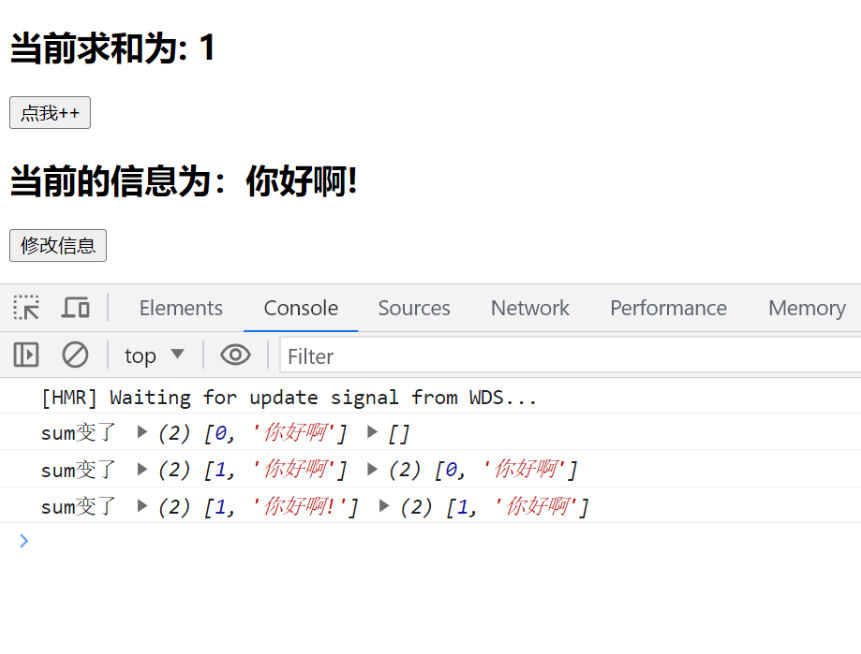 当前求和为: 1
点我++
当前的信息为：你好啊!
修改信息
Elements Console Sources Network Performance Memory
top ▼ Filter
[HMR] Waiting for update signal from WDS...
sum变了 ▶ (2) [0, '你好啊'] ▶ []
sum变了 ▶ (2) [1, '你好啊'] ▶ (2) [0, '你好啊']
sum变了 ▶ (2) [1, '你好啊!'] ▶ (2) [1, '你好啊']
>